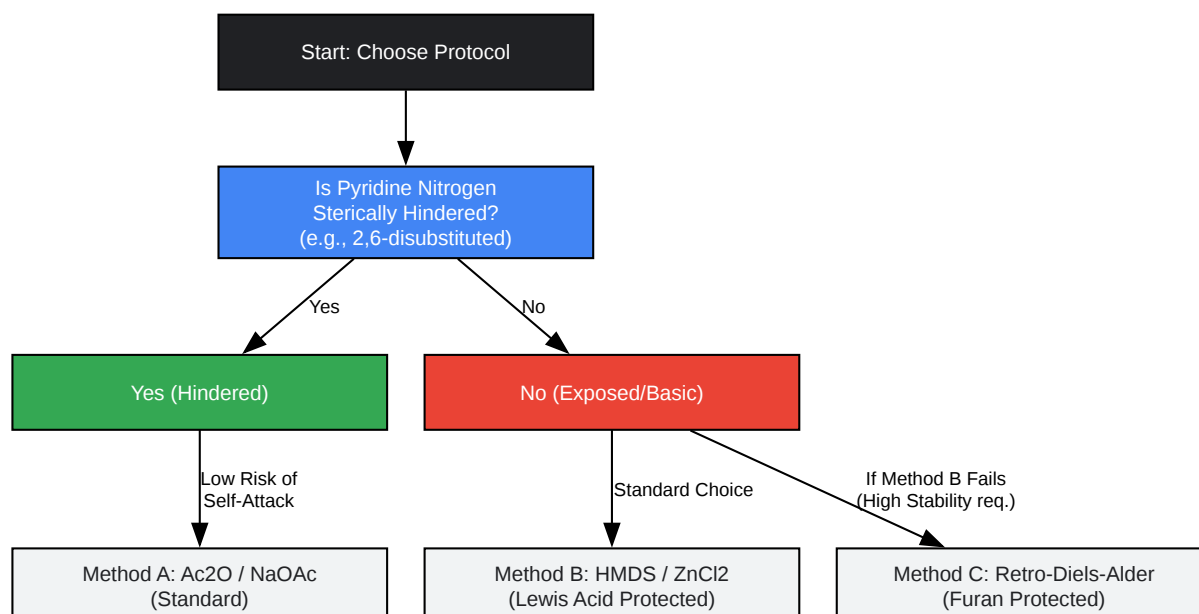 Start: Choose Protocol
Is Pyridine Nitrogen
Sterically Hindered?
(e.g., 2,6-disubstituted)
Yes
No
Yes (Hindered)
No (Exposed/Basic)
Low Risk of
Self-Attack
Standard Choice
If Method B Fails
(High Stability req.)
Method A: Ac2O / NaOAc
(Standard)
Method B: HMDS / ZnCl2
(Lewis Acid Protected)
Method C: Retro-Diels-Alder
(Furan Protected)